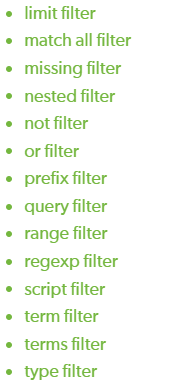 • limit filter
• match all filter
• missing filter
• nested filter
• not filter
• or filter
• prefix filter
• query filter
• range filter
• regexp filter
• script filter
• term filter
• terms filter
• type filter